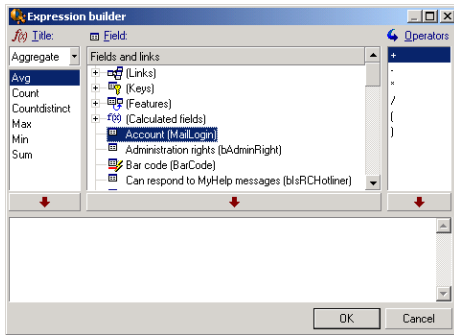 Expression builder
f(x) Title:
Field:
Operators
Aggregate
Fields and links
+
Avg
(Links)
-
Count
(Keys)
*
Countdistinct
(Features)
/
Max
f(x) (Calculated fields)
(
Min
Account (MailLogin)
)
Sum
Administration rights (bAdminRight)
Bar code (BarCode)
Can respond to MyHelp messages (bIsRCHotliner)
OK
Cancel